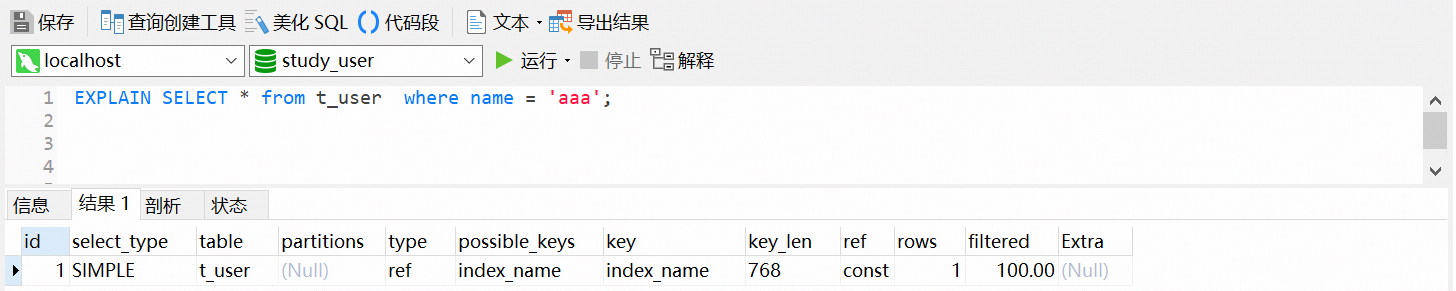 保存 查询创建工具 美化 SQL 代码段 文本 导出结果
localhost study_user 运行 停止 解释
1 EXPLAIN SELECT * from t_user  where name = 'aaa';
2
3
4
信息 结果 1 剖析 状态
id select_type table partitions type possible_keys key key_len ref rows filtered Extra
1 SIMPLE t_user (Null) ref index_name index_name 768 const 1 100.00 (Null)